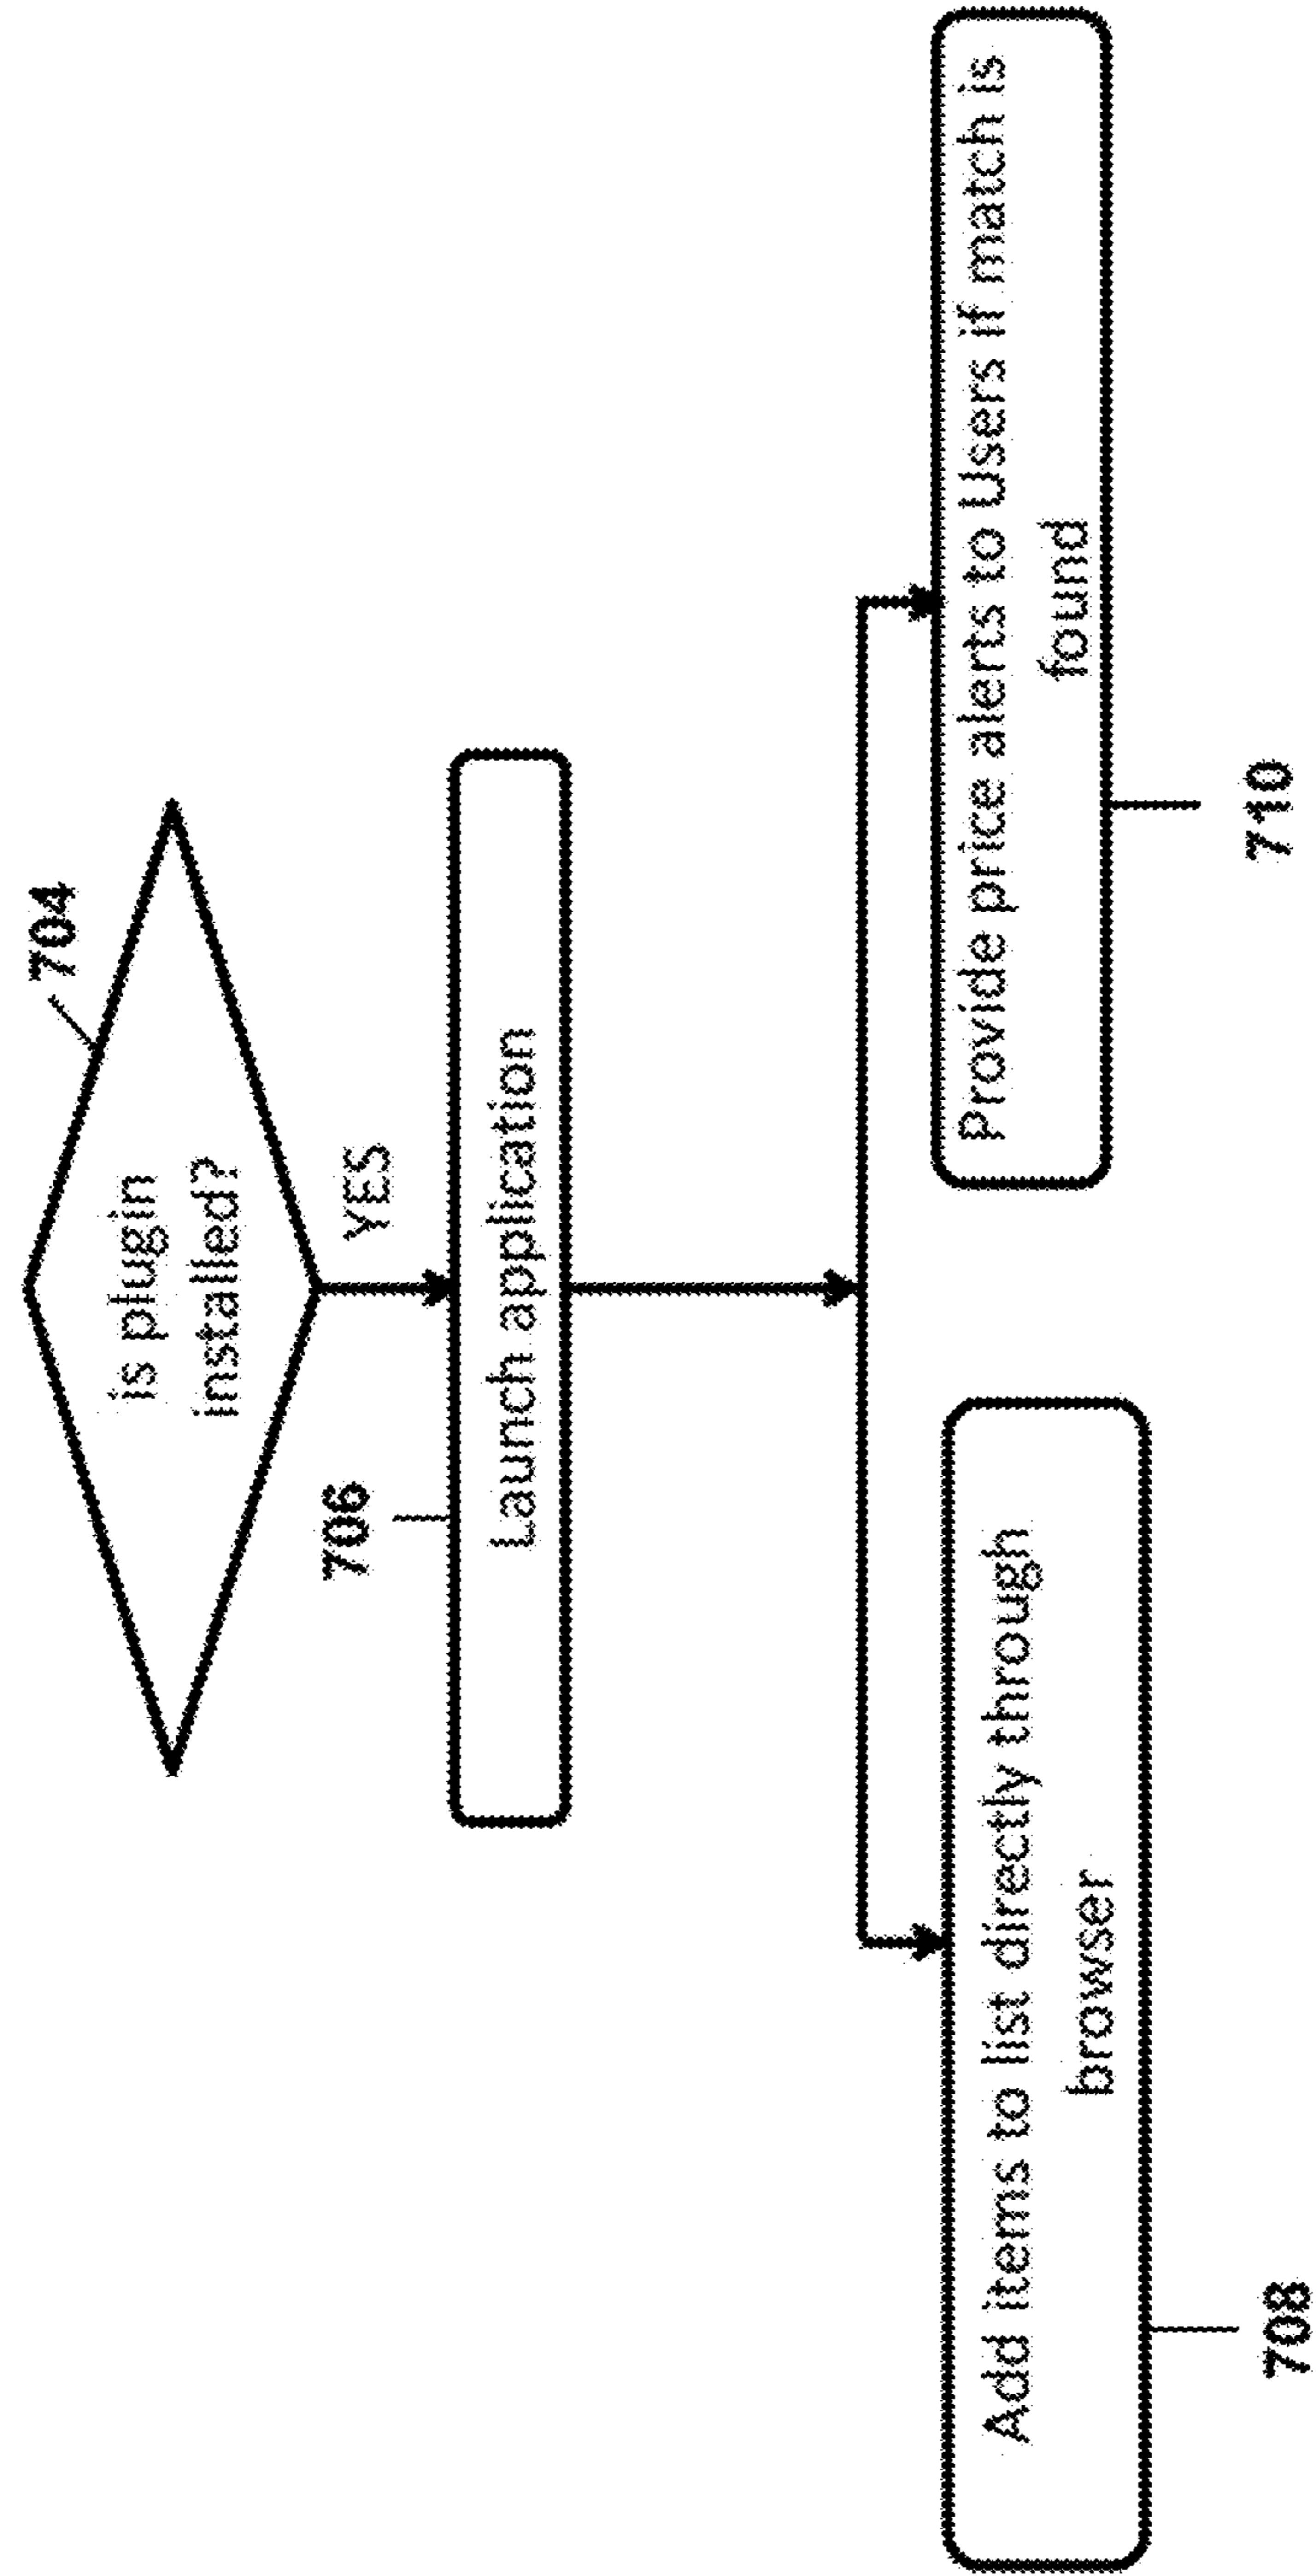 704
is plugin
installed?
YES
706
Launch application
Add items to list directly through
browser
708
Provide price alerts to Users if match is
found
710